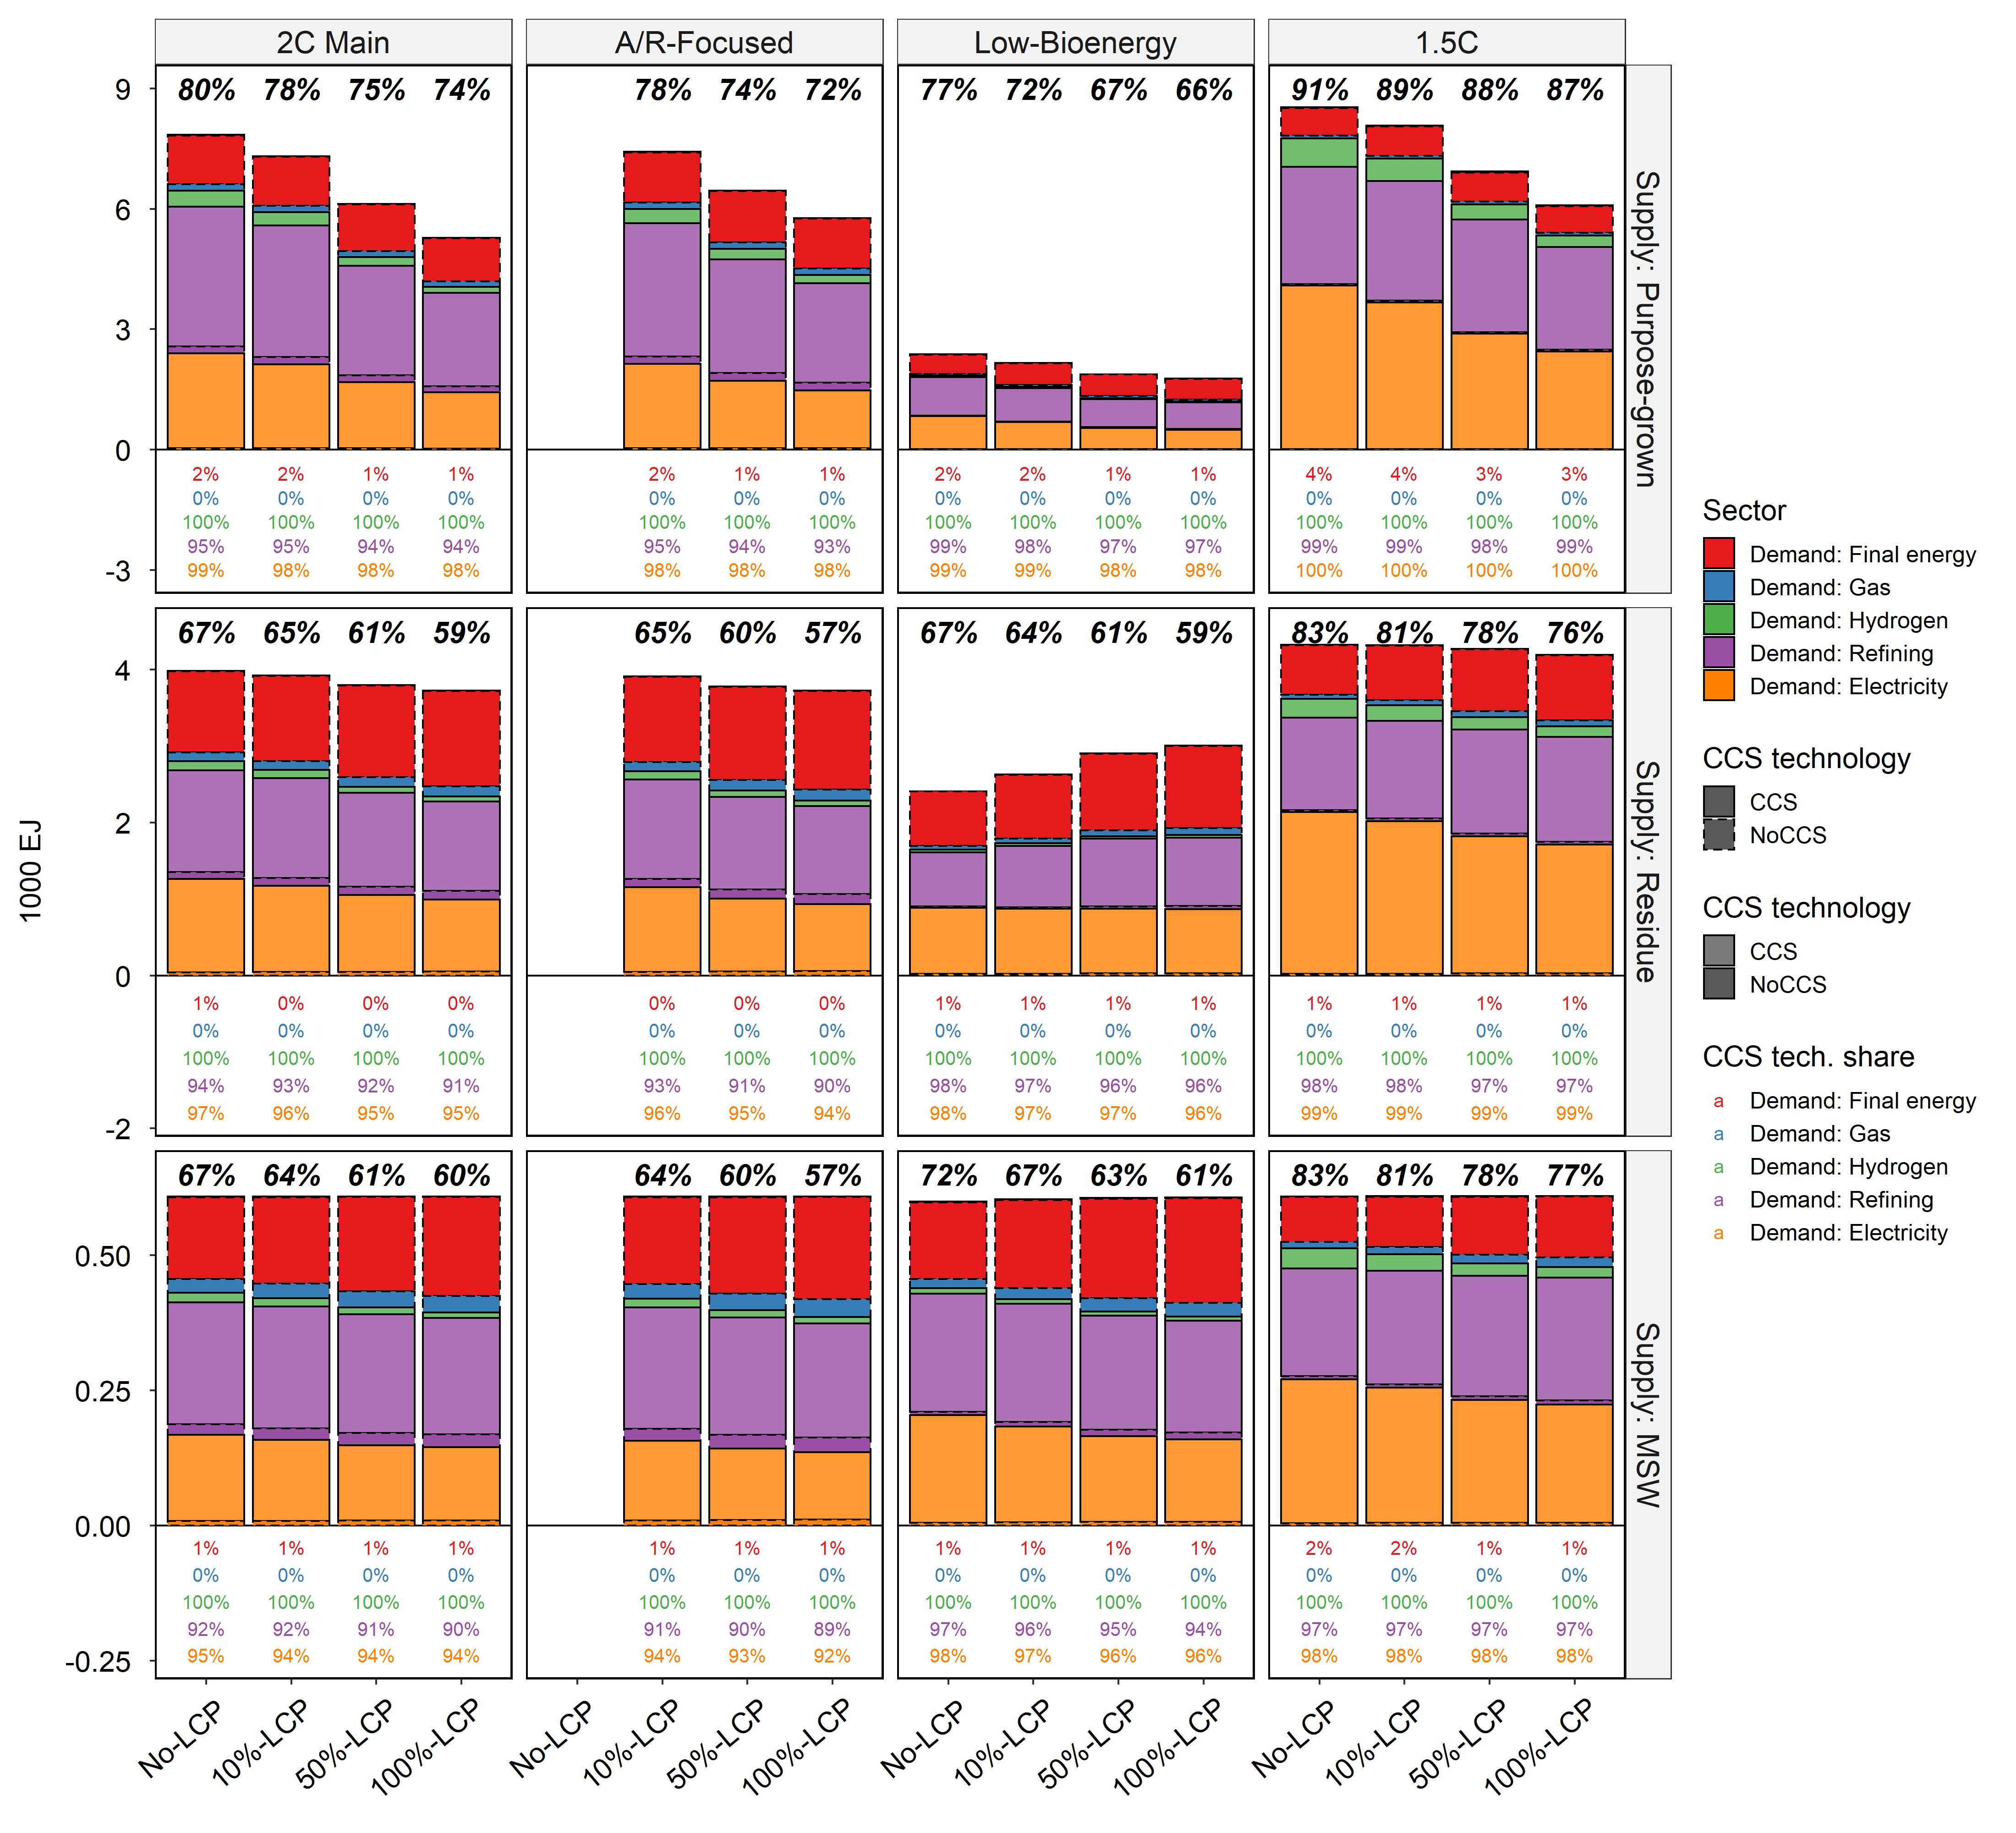 2C Main A/R-Focused Low-Bioenergy 1.5C
9 80% 78% 75% 74% 78% 74% 72% 77% 72% 67% 66% 91% 89% 88% 87%
6
3
0
2% 2% 1% 1% 2% 1% 1% 2% 2% 1% 1% 4% 4% 3% 3%
0% 0% 0% 0% 0% 0% 0% 0% 0% 0% 0% 0% 0% 0% 0%
100% 100% 100% 100% 100% 100% 100% 100% 100% 100% 100% 100% 100% 100% 100%
95% 95% 94% 94% 95% 94% 93% 99% 98% 97% 97% 99% 99% 98% 99%
-3 99% 98% 98% 98% 98% 98% 98% 99% 99% 98% 98% 100% 100% 100% 100%
Supply: Purpose-grown
67% 65% 61% 59% 65% 60% 57% 67% 64% 61% 59% 83% 81% 78% 76%
4
2
0
1% 0% 0% 0% 0% 0% 0% 1% 1% 1% 1% 1% 1% 1% 1%
0% 0% 0% 0% 0% 0% 0% 0% 0% 0% 0% 0% 0% 0% 0%
100% 100% 100% 100% 100% 100% 100% 100% 100% 100% 100% 100% 100% 100% 100%
94% 93% 92% 91% 93% 91% 90% 98% 97% 96% 96% 98% 98% 97% 97%
97% 96% 95% 95% 96% 95% 94% 98% 97% 97% 96% 99% 99% 99% 99%
-2
Supply: Residue
1000 EJ
67% 64% 61% 60% 64% 60% 57% 72% 67% 63% 61% 83% 81% 78% 77%
0.50
0.25
0.00
1% 1% 1% 1% 1% 1% 1% 1% 1% 1% 1% 2% 2% 1% 1%
0% 0% 0% 0% 0% 0% 0% 0% 0% 0% 0% 0% 0% 0% 0%
100% 100% 100% 100% 100% 100% 100% 100% 100% 100% 100% 100% 100% 100% 100%
92% 92% 91% 90% 91% 90% 89% 97% 96% 95% 94% 97% 97% 97% 97%
-0.25 95% 94% 94% 94% 94% 93% 92% 98% 97% 96% 96% 98% 98% 98% 98%
Supply: MSW
No-LCP 10%-LCP 50%-LCP 100%-LCP No-LCP 10%-LCP 50%-LCP 100%-LCP No-LCP 10%-LCP 50%-LCP 100%-LCP No-LCP 10%-LCP 50%-LCP 100%-LCP
Sector
Demand: Final energy
Demand: Gas
Demand: Hydrogen
Demand: Refining
Demand: Electricity
CCS technology
CCS
NoCCS
CCS technology
CCS
NoCCS
CCS tech. share
a Demand: Final energy
a Demand: Gas
a Demand: Hydrogen
a Demand: Refining
a Demand: Electricity